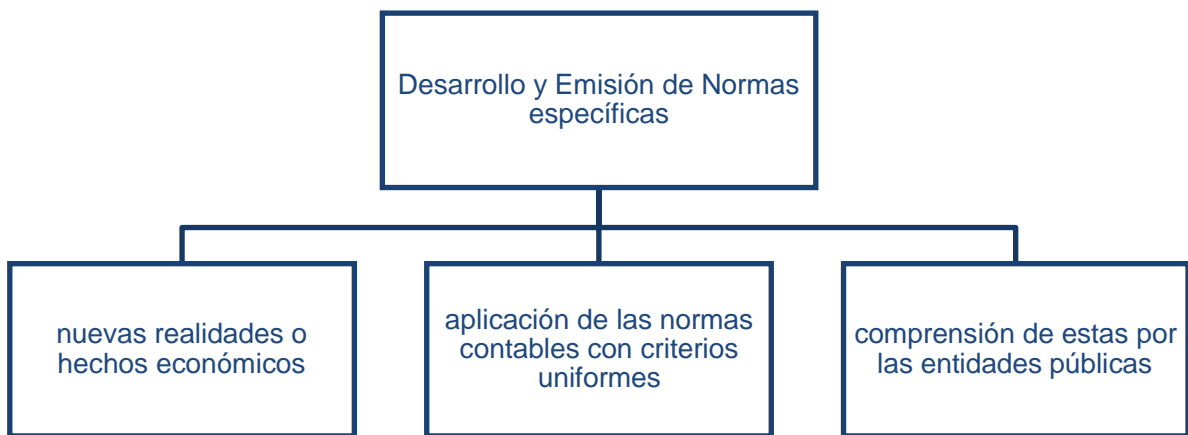 Desarrollo y Emisión de Normas
específicas
nuevas realidades o
hechos económicos
aplicación de las normas
contables con criterios
uniformes
comprensión de estas por
las entidades públicas